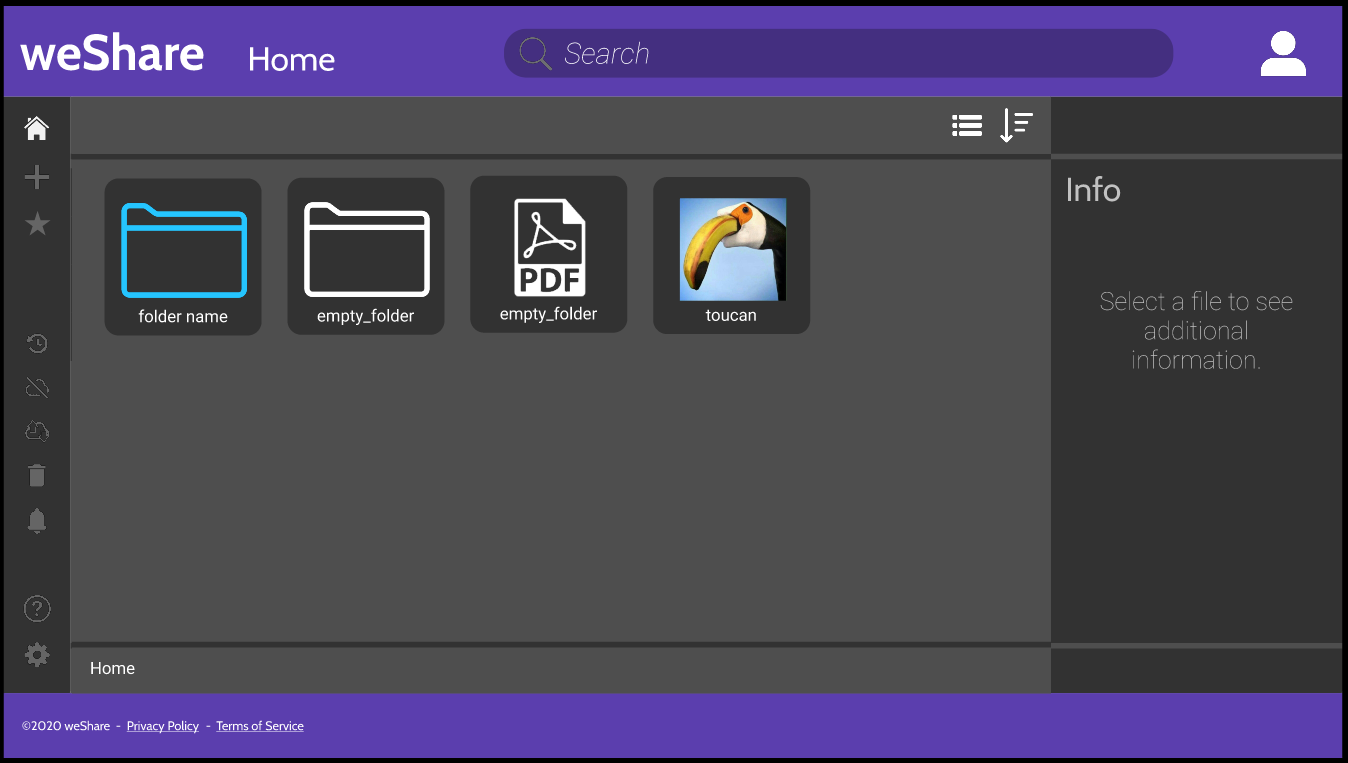 weShare
Home
Search
Info
PDF
folder name
empty_folder
empty_folder
toucan
Select a file to see
additional
information.
Home
©2020 weShare - Privacy Policy - Terms of Service